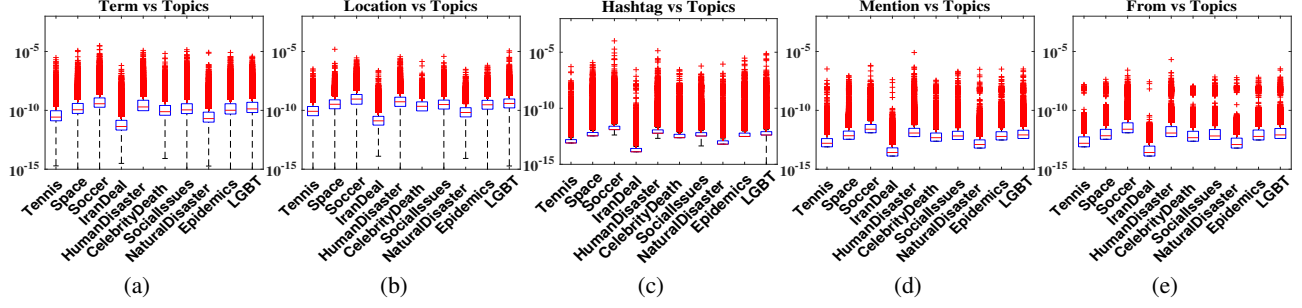 Term vs Topics
10^-5
10^-10
10^-15
Tennis
Space
Soccer
IranDeal
HumanDisaster
CelebrityDeath
SocialIssues
NaturalDisaster
Epidemics
LGBT
(a)
Location vs Topics
10^-5
10^-10
10^-15
Tennis
Space
Soccer
IranDeal
HumanDisaster
CelebrityDeath
SocialIssues
NaturalDisaster
Epidemics
LGBT
(b)
Hashtag vs Topics
10^-5
10^-10
10^-15
Tennis
Space
Soccer
IranDeal
HumanDisaster
CelebrityDeath
SocialIssues
NaturalDisaster
Epidemics
LGBT
(c)
Mention vs Topics
10^-5
10^-10
10^-15
Tennis
Space
Soccer
IranDeal
HumanDisaster
CelebrityDeath
SocialIssues
NaturalDisaster
Epidemics
LGBT
(d)
From vs Topics
10^-5
10^-10
10^-15
Tennis
Space
Soccer
IranDeal
HumanDisaster
CelebrityDeath
SocialIssues
NaturalDisaster
Epidemics
LGBT
(e)